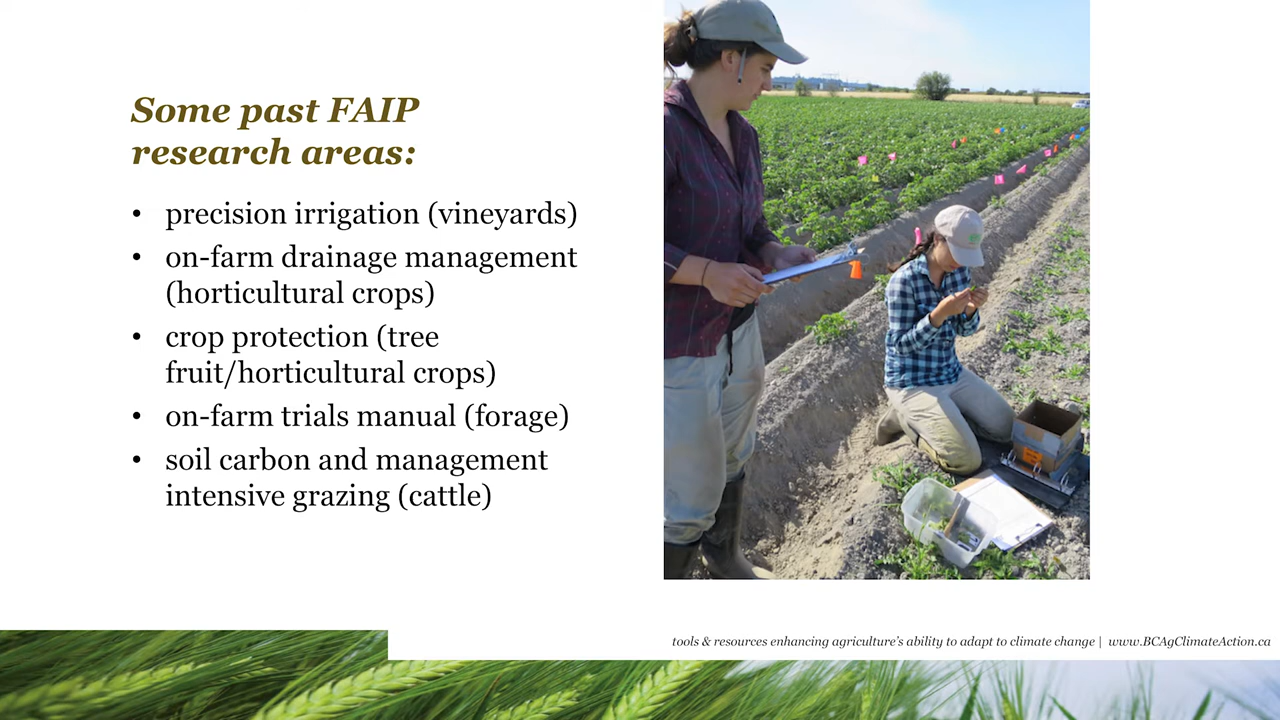 Some past FAIP
research areas:
• precision irrigation (vineyards)
• on-farm drainage management
(horticultural crops)
• crop protection (tree
fruit/horticultural crops)
• on-farm trials manual (forage)
• soil carbon and management
intensive grazing (cattle)
tools & resources enhancing agriculture's ability to adapt to climate change | www.BCAgClimateAction.ca